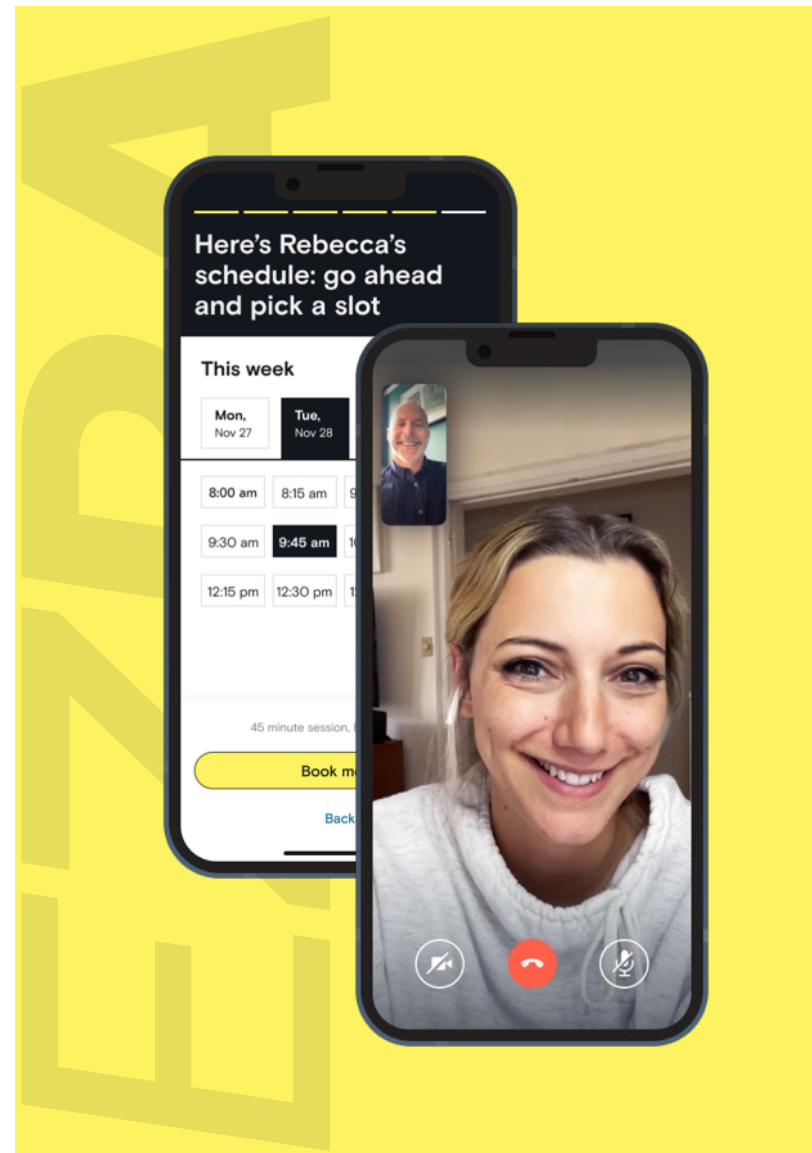 EZRA
Here's Rebecca's
schedule: go ahead
and pick a slot
This week
Mon,
Nov 27
Tue,
Nov 28
8:00 am
8:15 am
9:30 am
9:45 am
12:15 pm
12:30 pm
45 minute session,
Book
Back